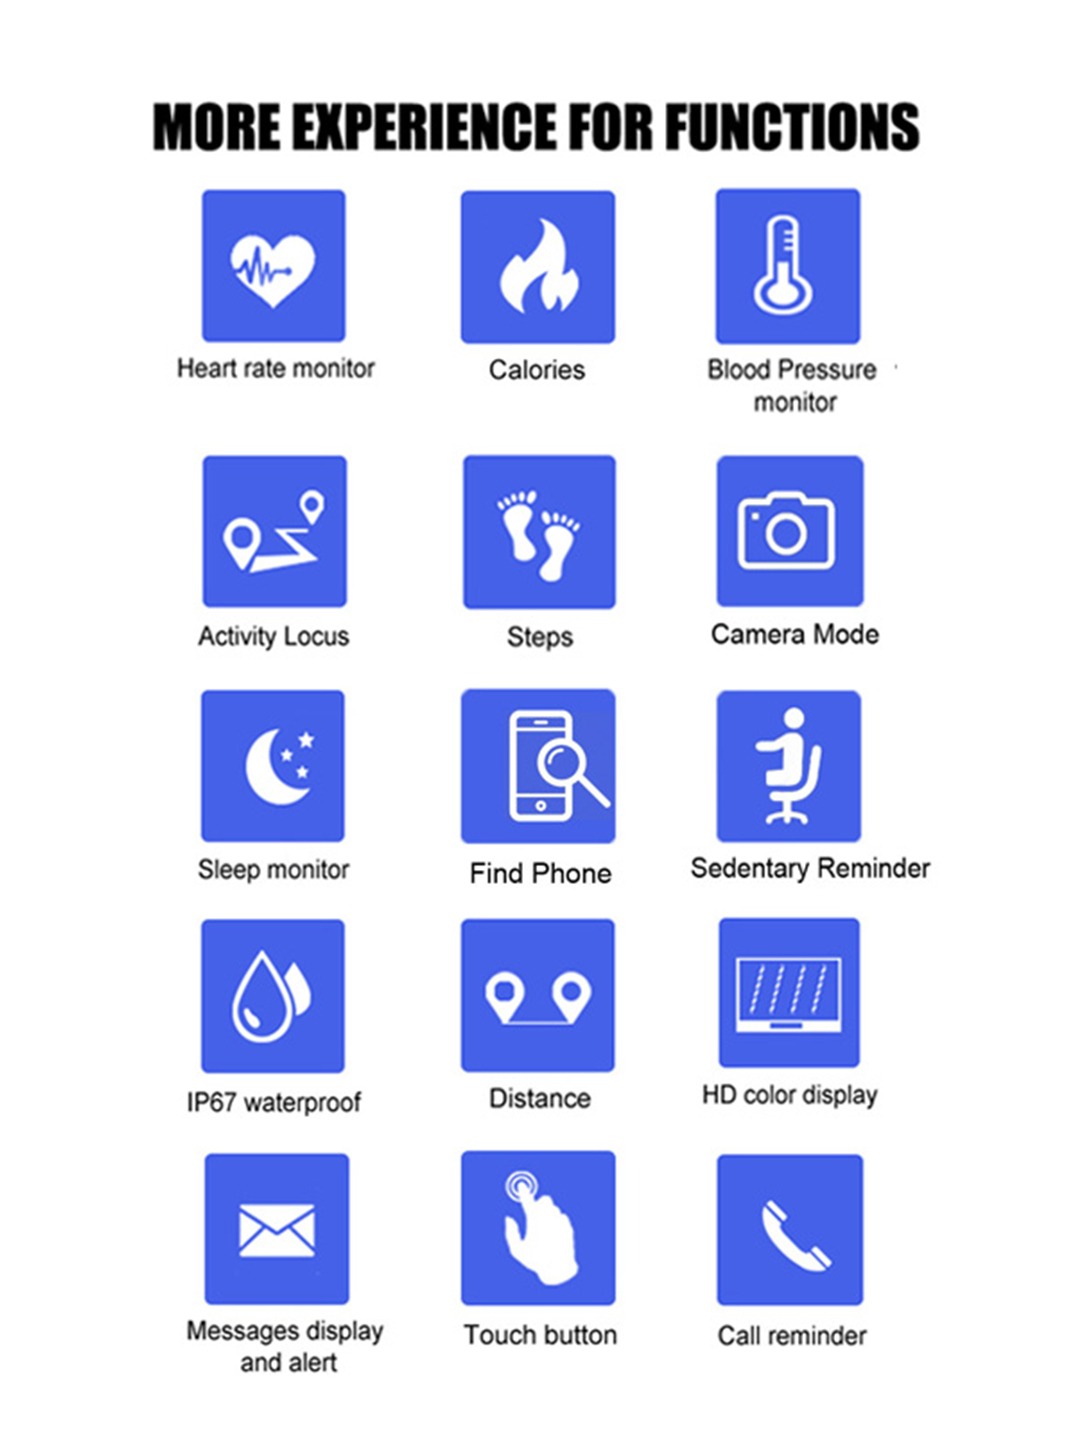 MORE EXPERIENCE FOR FUNCTIONS
Heart rate monitor
Calories
Blood Pressure
monitor
Activity Locus
Steps
Camera Mode
Sleep monitor
Find Phone
Sedentary Reminder
IP67 waterproof
Distance
HD color display
Messages display
and alert
Touch button
Call reminder